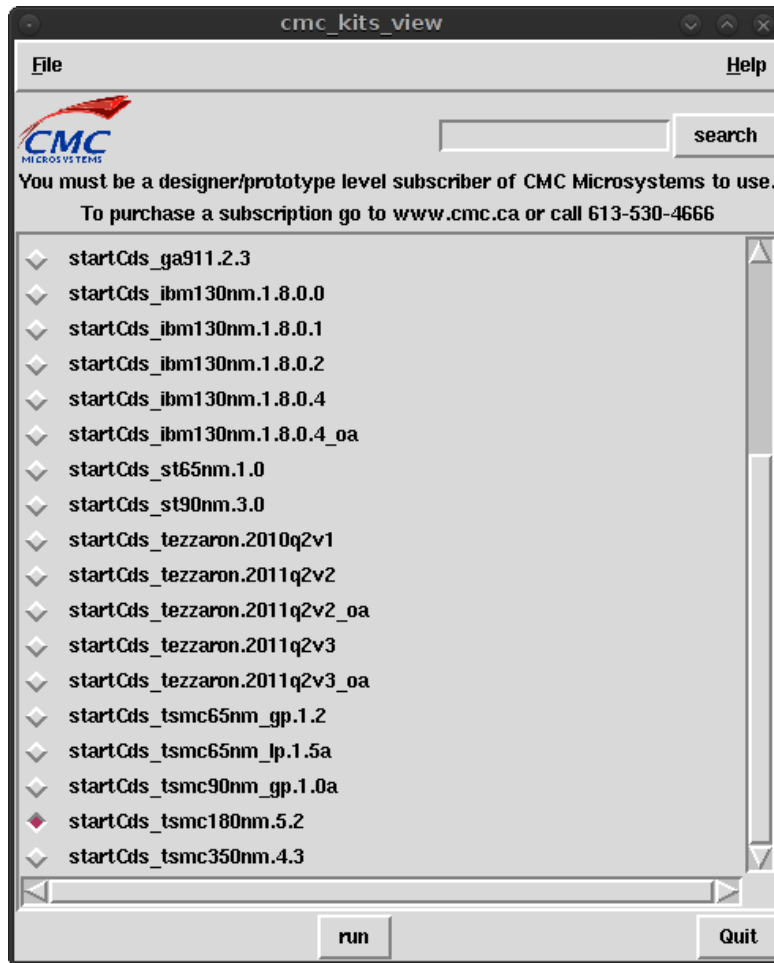 cmc_kits_view
File Help
CMC
MICROSYSTEMS
search
You must be a designer/prototype level subscriber of CMC Microsystems to use.
To purchase a subscription go to www.cmc.ca or call 613-530-4666
startCds_ga911.2.3
startCds_ibm130nm.1.8.0.0
startCds_ibm130nm.1.8.0.1
startCds_ibm130nm.1.8.0.2
startCds_ibm130nm.1.8.0.4
startCds_ibm130nm.1.8.0.4_oa
startCds_st65nm.1.0
startCds_st90nm.3.0
startCds_tezzaron.2010q2v1
startCds_tezzaron.2011q2v2
startCds_tezzaron.2011q2v2_oa
startCds_tezzaron.2011q2v3
startCds_tezzaron.2011q2v3_oa
startCds_tsmc65nm_gp.1.2
startCds_tsmc65nm_lp.1.5a
startCds_tsmc90nm_gp.1.0a
startCds_tsmc180nm.5.2
startCds_tsmc350nm.4.3
run Quit